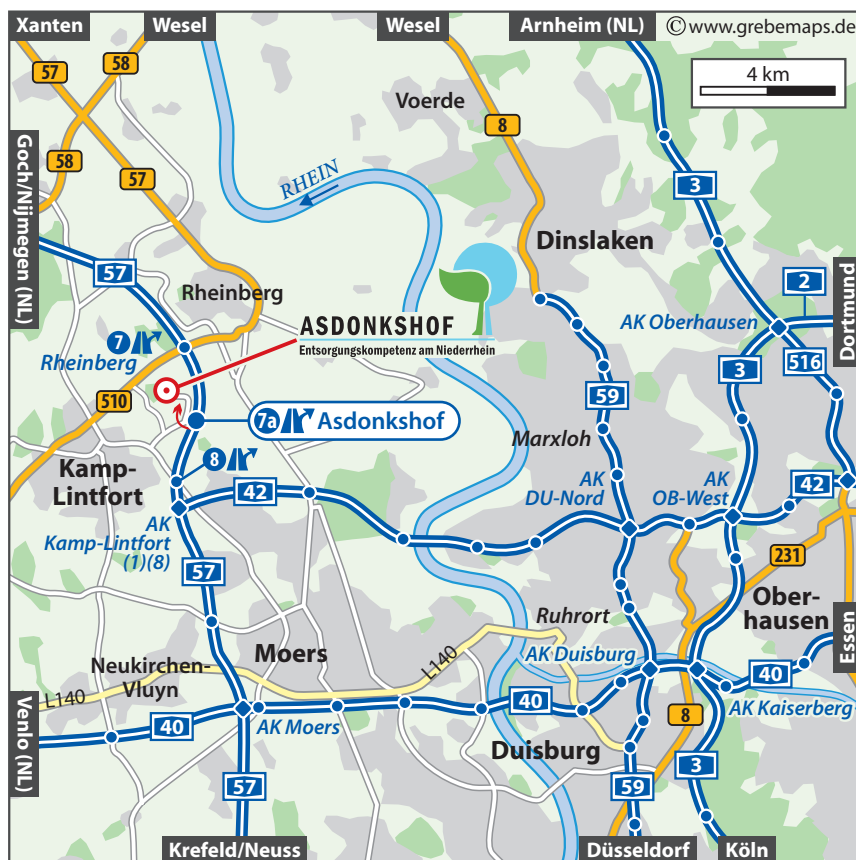 Xanten
Wesel
Wesel
Arnheim (NL)
©www.grebemaps.de
4 km
57
58
58
57
8
Voerde
RHEIN
3
Goch/Nijmegen (NL)
57
Dinslaken
Rheinberg
2
Dortmund
AK Oberhausen
ASDONKSHOF
Entsorgungskompetenz am Niederrhein
7
Rheinberg
3
516
510
59
7a Asdonkshof
Marxloh
8
Kamp-
Lintfort
42
AK
DU-Nord
AK
OB-West
42
AK
Kamp-Lintfort
(1)(8)
57
231
Ober-
hausen
Ruhrort
Essen
Moers
L140
AK Duisburg
Neukirchen-
Vluyn
L140
40
40
40
AK Kaiserberg
AK Moers
8
Venlo (NL)
Duisburg
3
57
59
Krefeld/Neuss
Düsseldorf
Köln